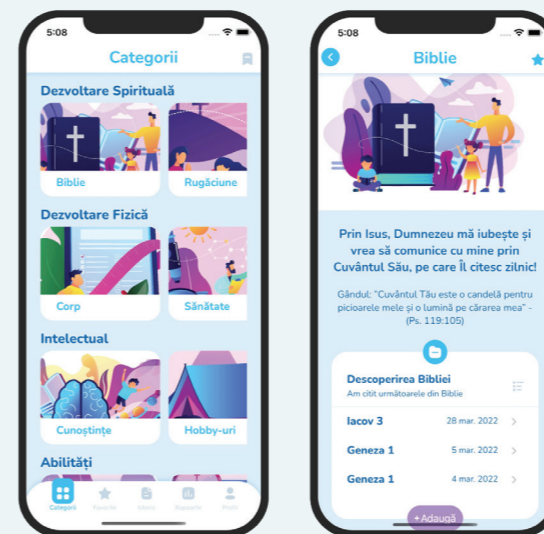 5:08
Categorii
Dezvoltare Spirituală
Biblie
Rugăciune
Dezvoltare Fizică
Corp
Sănătate
Intelectual
Cunoștințe
Hobby-uri
Abilități
Categorii
Favorite
Istoric
Rapoarte
Profil
5:08
Biblie
Prin Isus, Dumnezeu mă iubește și
vrea să comunice cu mine prin
Cuvântul Său, pe care Îl citesc zilnic!
Gândul: "Cuvântul Tău este o candelă pentru
picioarele mele și o lumină pe cărarea mea" -
(Ps. 119:105)
Descoperirea Bibliei
Am citit următoarele din Biblie
Iacov 3 28 mar. 2022
Geneza 1 5 mar. 2022
Geneza 1 4 mar. 2022
+Adaugă